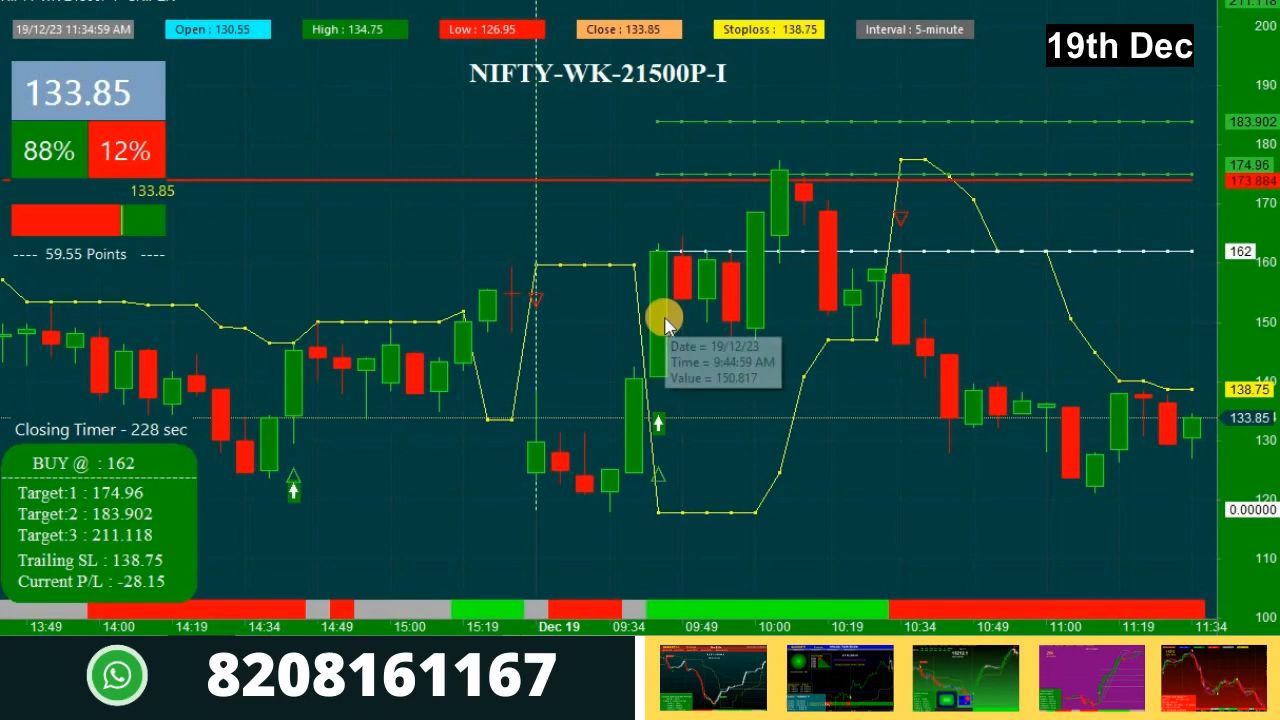 19/12/23 11:34:59 AM
Open : 130.55
High : 134.75
Low : 126.95
Close : 133.85
Stoploss : 138.75
Interval : 5-minute
19th Dec
NIFTY-WK-21500P-I
133.85
88% 12%
133.85
---- 59.55 Points ----
Closing Timer - 228 sec
BUY @ : 162
Target:1 : 174.96
Target:2 : 183.902
Target:3 : 211.118
Trailing SL : 138.75
Current P/L : -28.15
Date = 19/12/23
Time = 9:44:59 AM
Value = 150.817
211.118
200
190
183.902
180
174.96
173.884
170
162
160
150
140
138.75
133.85
130
120
0.00000
110
100
13:49 14:00 14:19 14:34 14:49 15:00 15:19 Dec 19 09:34 09:49 10:00 10:19 10:34 10:49 11:00 11:19 11:34
8208161167